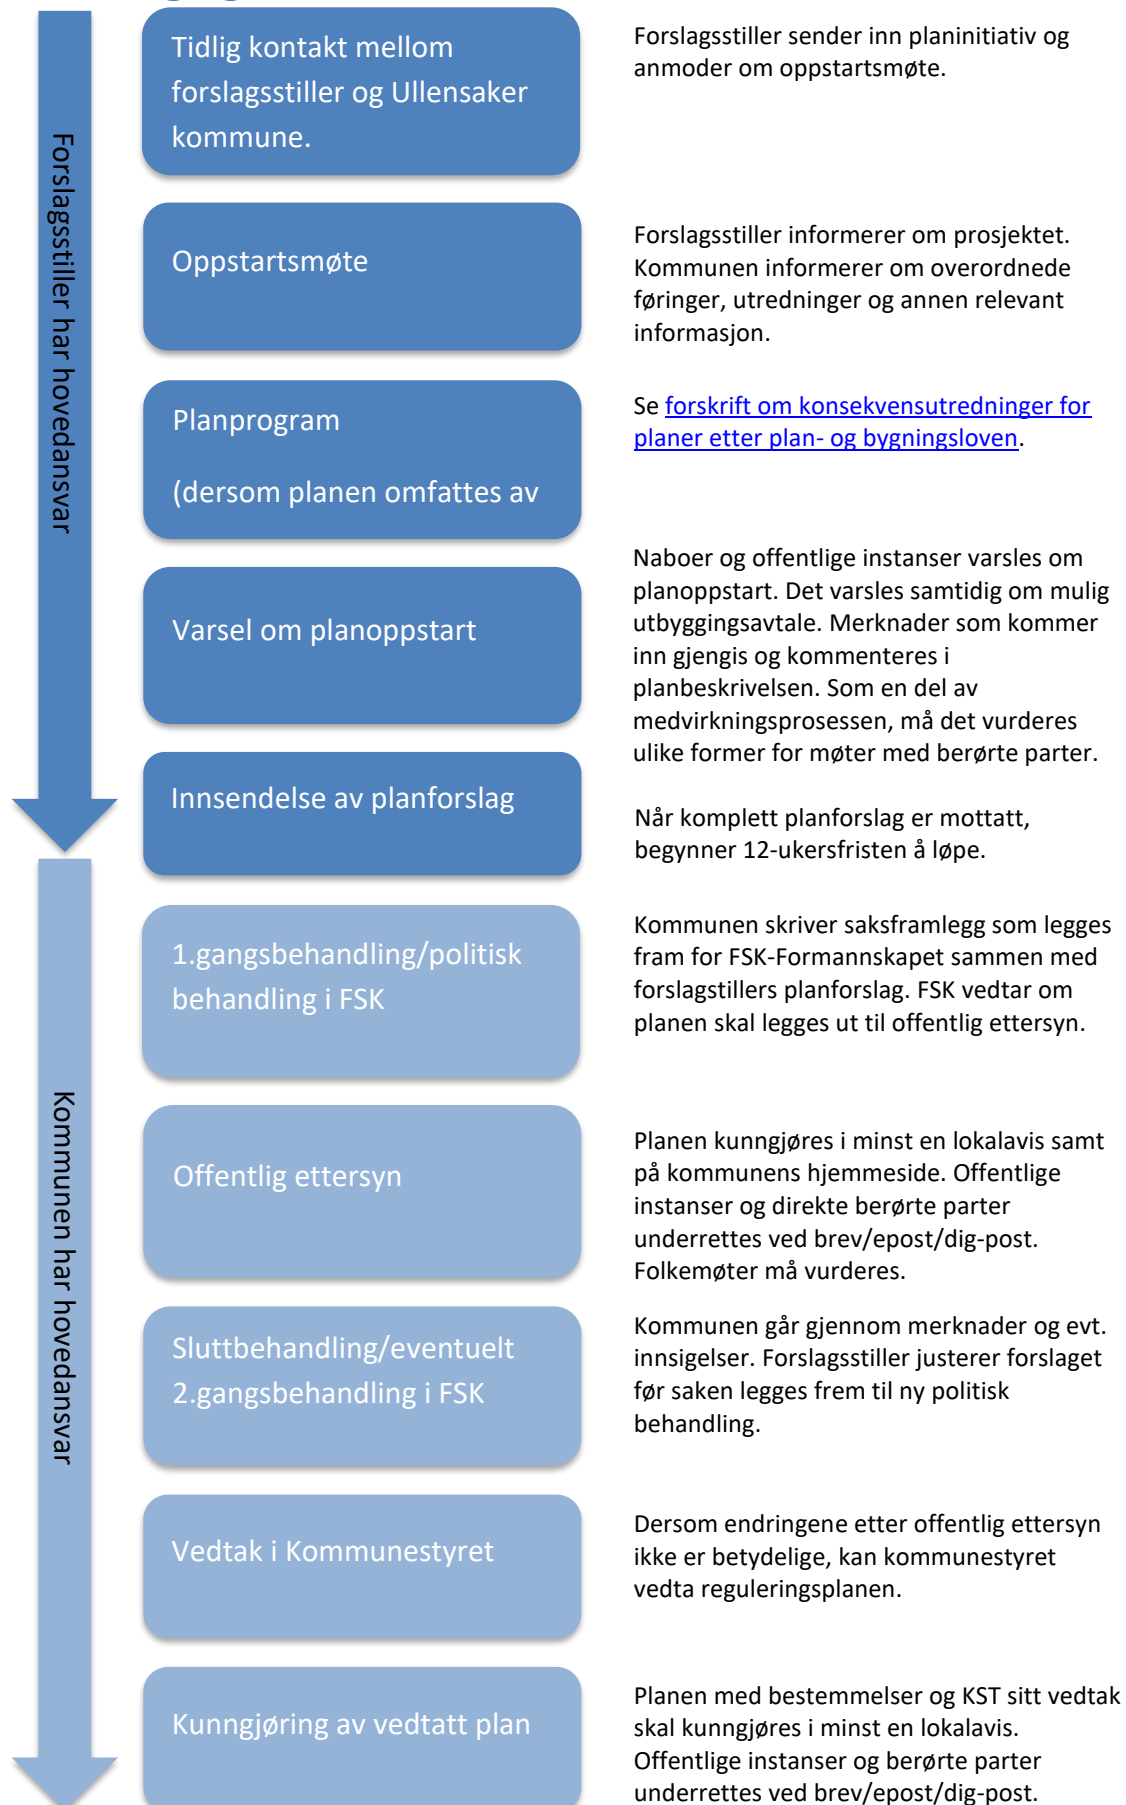 Forslagsstiller har hovedansvar
Tidlig kontakt mellom
forslagsstiller og Ullensaker
kommune.
Forslagsstiller sender inn planinitiativ og
anmoder om oppstartsmøte.
Oppstartsmøte
Forslagsstiller informerer om prosjektet.
Kommunen informerer om overordnede
føringer, utredninger og annen relevant
informasjon.
Planprogram
(dersom planen omfattes av
Se forskrift om konsekvensutredninger for
planer etter plan- og bygningsloven.
Varsel om planoppstart
Naboer og offentlige instanser varsles om
planoppstart. Det varsles samtidig om mulig
utbyggingsavtale. Merknader som kommer
inn gjengis og kommenteres i
planbeskrivelsen. Som en del av
medvirkningsprosessen, må det vurderes
ulike former for møter med berørte parter.
Innsendelse av planforslag
Når komplett planforslag er mottatt,
begynner 12-ukersfristen å løpe.
Kommunen har hovedansvar
1.gangsbehandling/politisk
behandling i FSK
Kommunen skriver saksframlegg som legges
fram for FSK-Formannskapet sammen med
forslagstillers planforslag. FSK vedtar om
planen skal legges ut til offentlig ettersyn.
Offentlig ettersyn
Planen kunngjøres i minst en lokalavis samt
på kommunens hjemmeside. Offentlige
instanser og direkte berørte parter
underrettes ved brev/epost/dig-post.
Folkemøter må vurderes.
Sluttbehandling/eventuelt
2.gangsbehandling i FSK
Kommunen går gjennom merknader og evt.
innsigelser. Forslagsstiller justerer forslaget
før saken legges frem til ny politisk
behandling.
Vedtak i Kommunestyret
Dersom endringene etter offentlig ettersyn
ikke er betydelige, kan kommunestyret
vedta reguleringsplanen.
Kunngjøring av vedtatt plan
Planen med bestemmelser og KST sitt vedtak
skal kunngjøres i minst en lokalavis.
Offentlige instanser og berørte parter
underrettes ved brev/epost/dig-post.